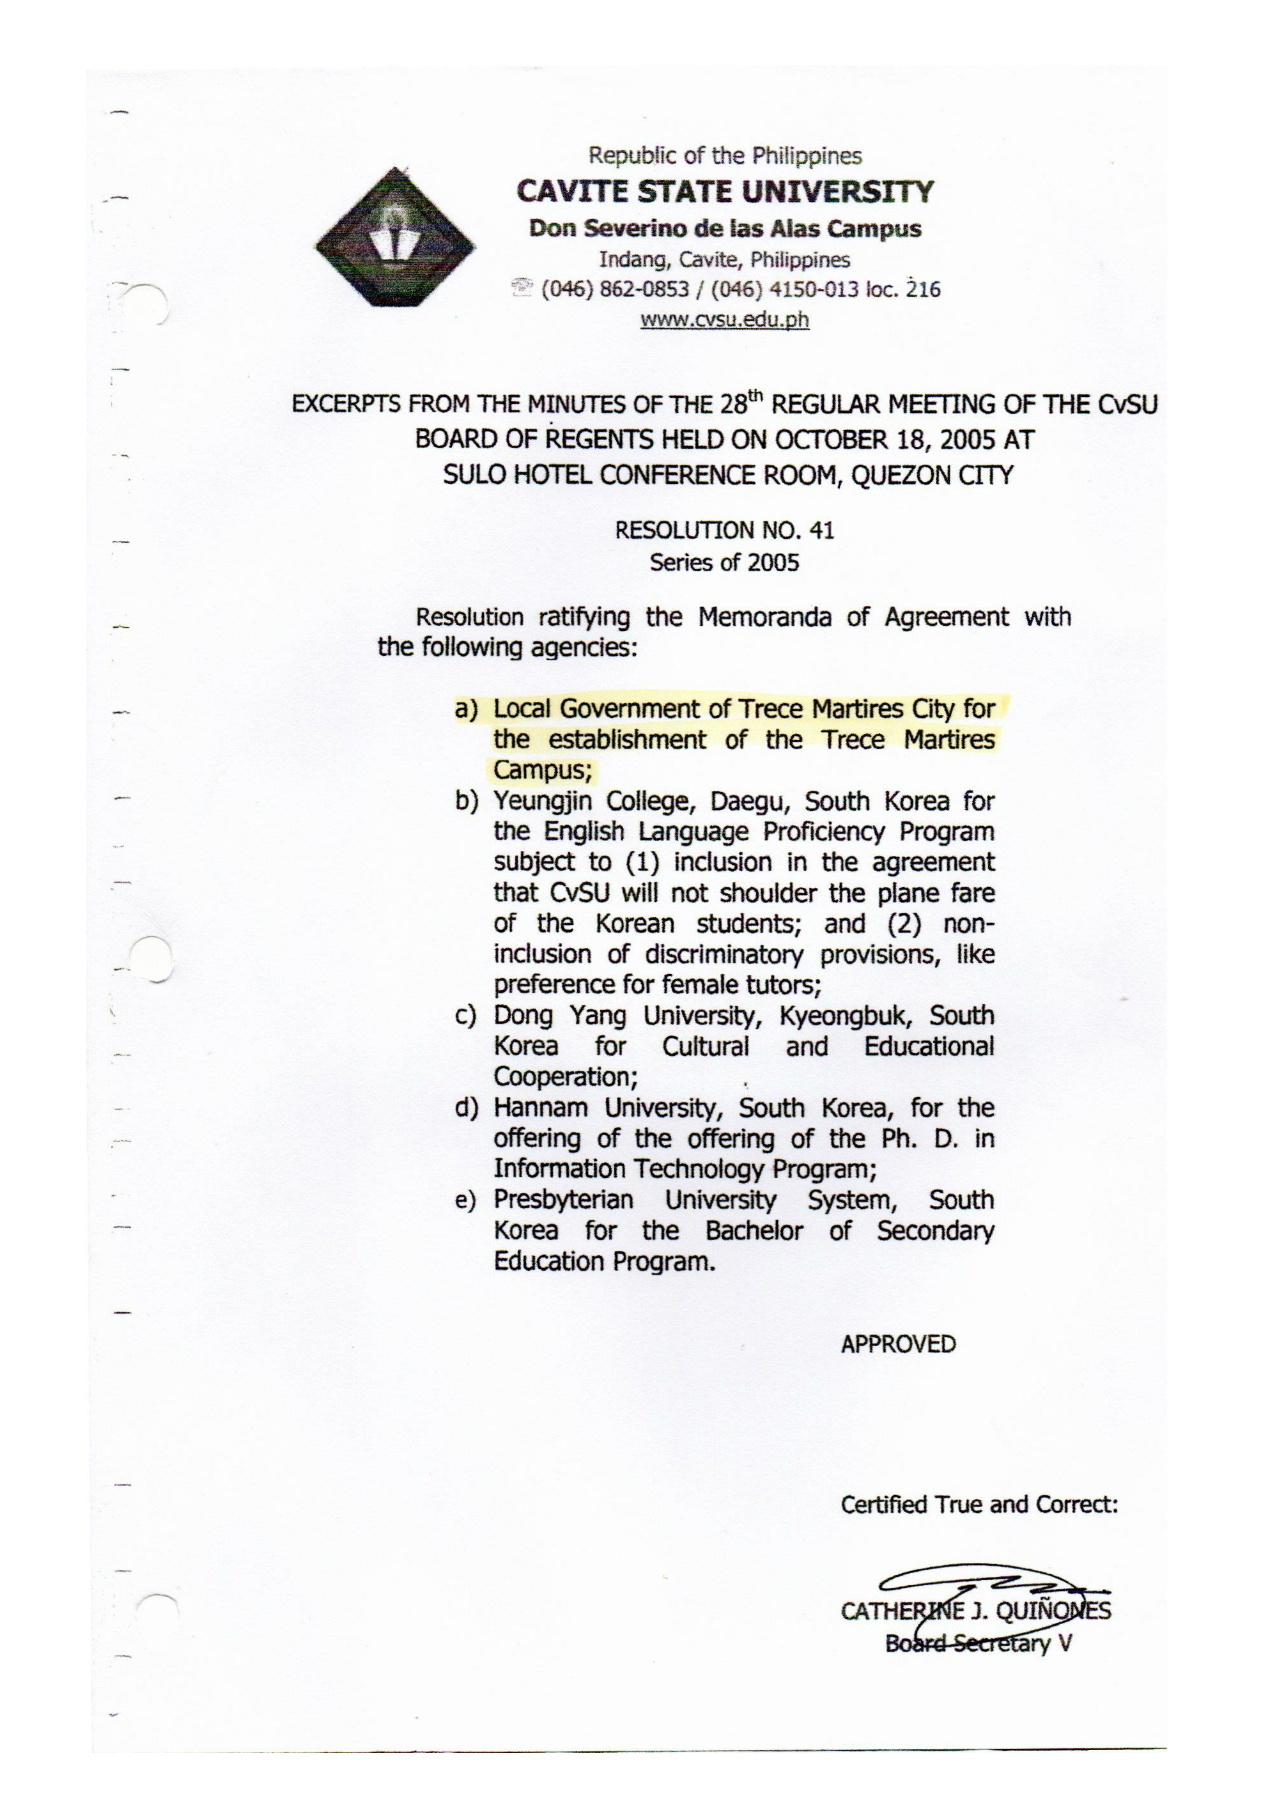 Republic of the Philippines
CAVITE STATE UNIVERSITY
Don Severino de las Alas Campus
Indang, Cavite, Philippines
☏ (046) 862-0853 / (046) 4150-013 loc. 216
www.cvsu.edu.ph
EXCERPTS FROM THE MINUTES OF THE 28th REGULAR MEETING OF THE CvSU
BOARD OF REGENTS HELD ON OCTOBER 18, 2005 AT
SULO HOTEL CONFERENCE ROOM, QUEZON CITY
RESOLUTION NO. 41
Series of 2005
Resolution ratifying the Memoranda of Agreement with
the following agencies:
a) Local Government of Trece Martires City for
the establishment of the Trece Martires
Campus;
b) Yeungjin College, Daegu, South Korea for
the English Language Proficiency Program
subject to (1) inclusion in the agreement
that CvSU will not shoulder the plane fare
of the Korean students; and (2) non-
inclusion of discriminatory provisions, like
preference for female tutors;
c) Dong Yang University, Kyeongbuk, South
Korea for Cultural and Educational
Cooperation;
d) Hannam University, South Korea, for the
offering of the offering of the Ph. D. in
Information Technology Program;
e) Presbyterian University System, South
Korea for the Bachelor of Secondary
Education Program.
APPROVED
Certified True and Correct:
CATHERINE J. QUIÑONES
Board Secretary V